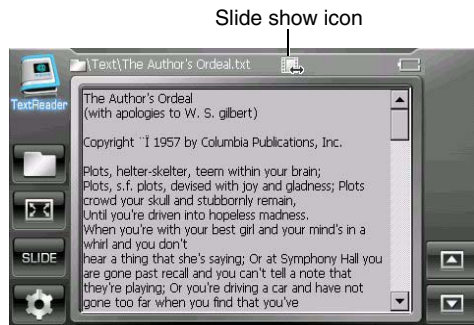 Slide show icon
\Text\The Author's Ordeal.txt
TextReader
SLIDE
The Author's Ordeal
(with apologies to W. S. gilbert)
Copyright ¨Ï 1957 by Columbia Publications, Inc.
Plots, helter-skelter, teem within your brain;
Plots, s.f. plots, devised with joy and gladness; Plots
crowd your skull and stubbornly remain,
Until you're driven into hopeless madness.
When you're with your best girl and your mind's in a
whirl and you don't
hear a thing that she's saying; Or at Symphony Hall you
are gone past recall and you can't tell a note that
they're playing; Or you're driving a car and have not
gone too far when you find that you've